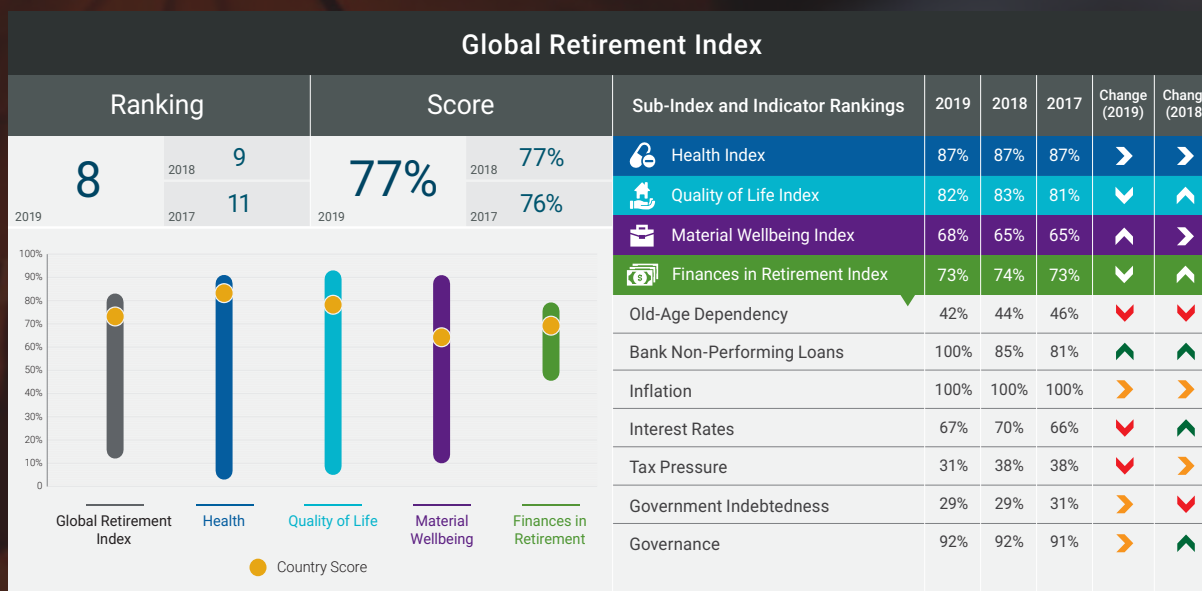 Global Retirement Index
Ranking
Score
8
2019
2018 9
2017 11
77%
2019
2018 77%
2017 76%
100%
90%
80%
70%
60%
50%
40%
30%
20%
10%
0
Global Retirement Index
Health
Quality of Life
Material Wellbeing
Finances in Retirement
Country Score
Sub-Index and Indicator Rankings 2019 2018 2017 Change (2019) Chang (2018
Health Index 87% 87% 87%
Quality of Life Index 82% 83% 81%
Material Wellbeing Index 68% 65% 65%
Finances in Retirement Index 73% 74% 73%
Old-Age Dependency 42% 44% 46%
Bank Non-Performing Loans 100% 85% 81%
Inflation 100% 100% 100%
Interest Rates 67% 70% 66%
Tax Pressure 31% 38% 38%
Government Indebtedness 29% 29% 31%
Governance 92% 92% 91%